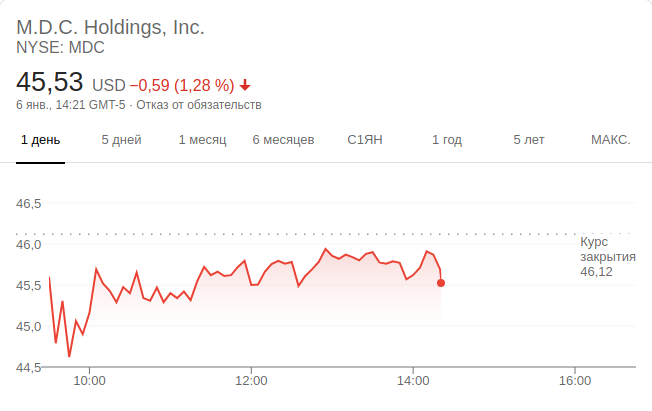 M.D.C. Holdings, Inc.
NYSE: MDC
45,53 USD −0,59 (1,28 %)
6 янв., 14:21 GMT-5 · Отказ от обязательств
1 день 5 дней 1 месяц 6 месяцев С1ЯН 1 год 5 лет МАКС.
46,5
46,0
Курс
закрытия
46,12
45,5
45,0
44,5
10:00 12:00 14:00 16:00